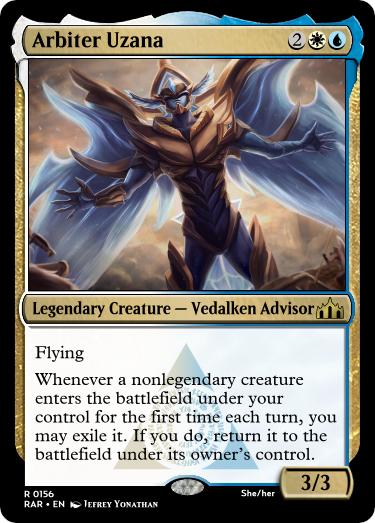 Arbiter Uzana 2
Legendary Creature — Vedalken Advisor
Flying
Whenever a nonlegendary creature
enters the battlefield under your
control for the first time each turn, you
may exile it. If you do, return it to the
battlefield under its owner's control.
3/3
R 0156
RAR • EN Jefrey Yonathan
She/her